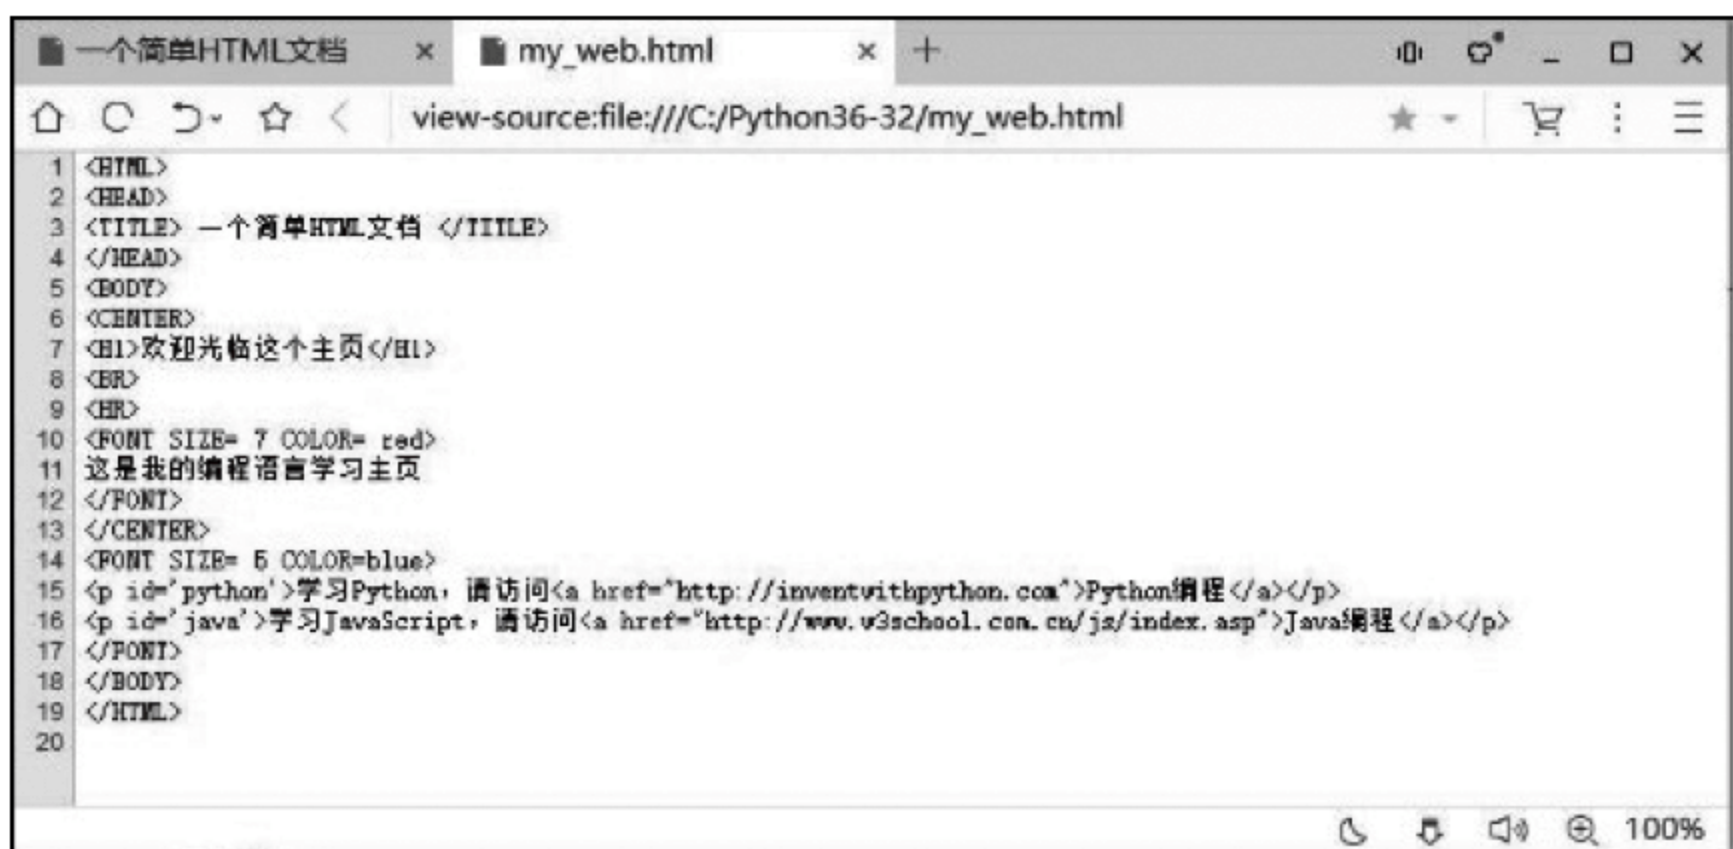 一个简单HTML文档 × my_web.html × +
view-source:file:///C:/Python36-32/my_web.html
1 <HTML>
2 <HEAD>
3 <TITLE> 一个简单HTML文档 </TITLE>
4 </HEAD>
5 <BODY>
6 <CENTER>
7 <H1>欢迎光临这个主页</H1>
8 <BR>
9 <HR>
10 <FONT SIZE= 7 COLOR= red>
11 这是我的编程语言学习主页
12 </FONT>
13 </CENTER>
14 <FONT SIZE= 5 COLOR=blue>
15 <p id='python'>学习Python，请访问<a href="http://inventwithpython.com">Python编程</a></p>
16 <p id='java'>学习JavaScript，请访问<a href="http://www.w3school.com.cn/js/index.asp">Java编程</a></p>
17 </FONT>
18 </BODY>
19 </HTML>
20
100%